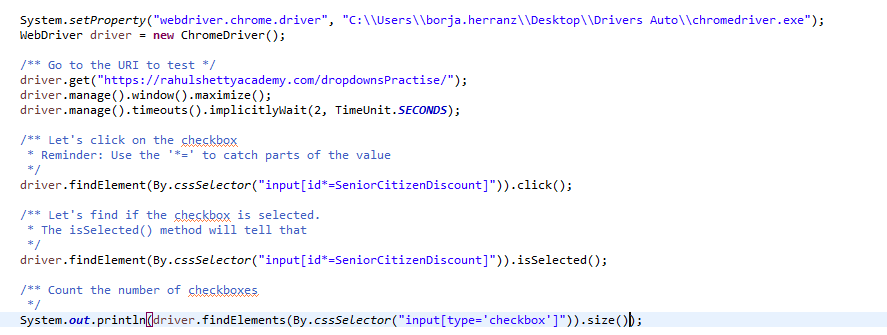 System.setProperty("webdriver.chrome.driver", "C:\\Users\\borja.herranz\\Desktop\\Drivers Auto\\chromedriver.exe");
WebDriver driver = new ChromeDriver();
/** Go to the URI to test */
driver.get("https://rahulshettyacademy.com/dropdownsPractise/");
driver.manage().window().maximize();
driver.manage().timeouts().implicitlyWait(2, TimeUnit.SECONDS);
/** Let's click on the checkbox
* Reminder: Use the '*=' to catch parts of the value
*/
driver.findElement(By.cssSelector("input[id*=SeniorCitizenDiscount]")).click();
/** Let's find if the checkbox is selected.
* The isSelected() method will tell that
*/
driver.findElement(By.cssSelector("input[id*=SeniorCitizenDiscount]")).isSelected();
/** Count the number of checkboxes
*/
System.out.println(driver.findElements(By.cssSelector("input[type='checkbox']")).size());